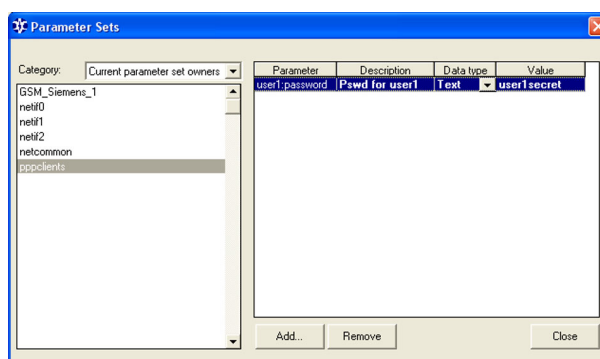 Parameter Sets
Category: Current parameter set owners
GSM_Siemens_1
netif0
netif1
netif2
netcommon
pppclients
Parameter Description Data type Value
user1:password Pswd for user1 Text user1secret
Add... Remove Close